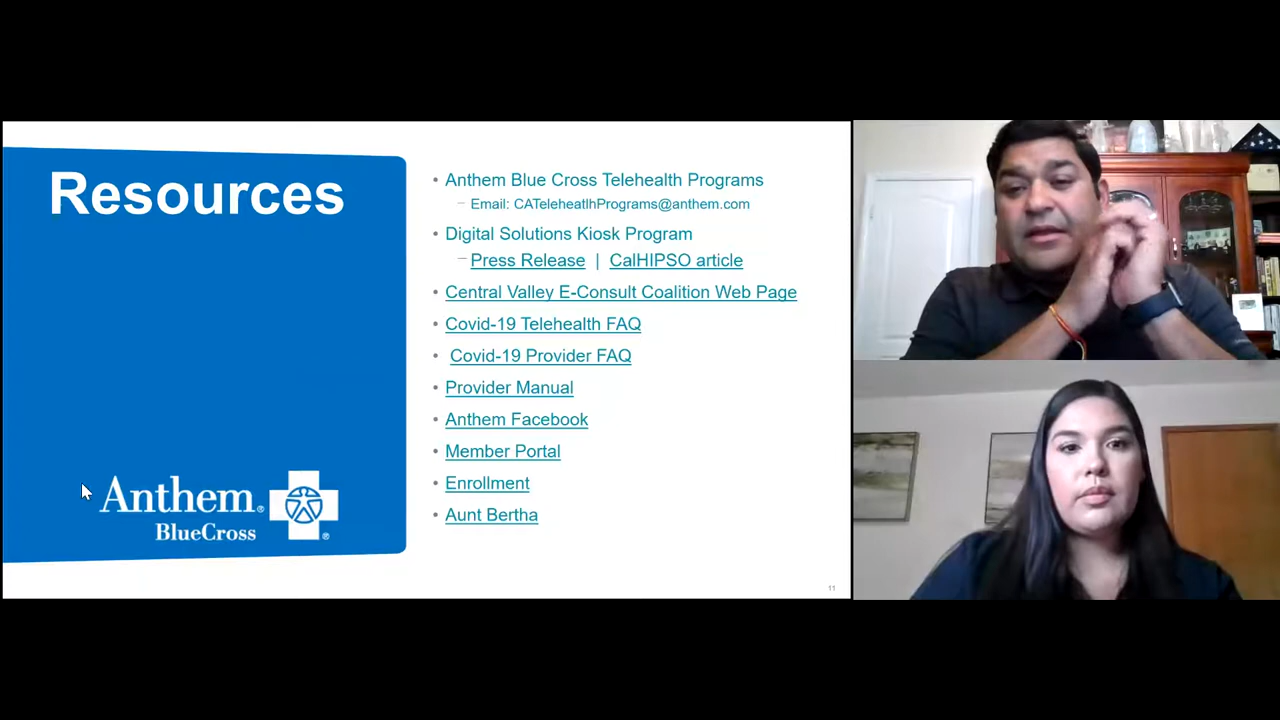 Resources
Anthem Blue Cross Telehealth Programs
Email: CATeleheatlhPrograms@anthem.com
Digital Solutions Kiosk Program
Press Release | CalHIPSO article
Central Valley E-Consult Coalition Web Page
Covid-19 Telehealth FAQ
Covid-19 Provider FAQ
Provider Manual
Anthem Facebook
Member Portal
Enrollment
Aunt Bertha
Anthem®
BlueCross ®
11